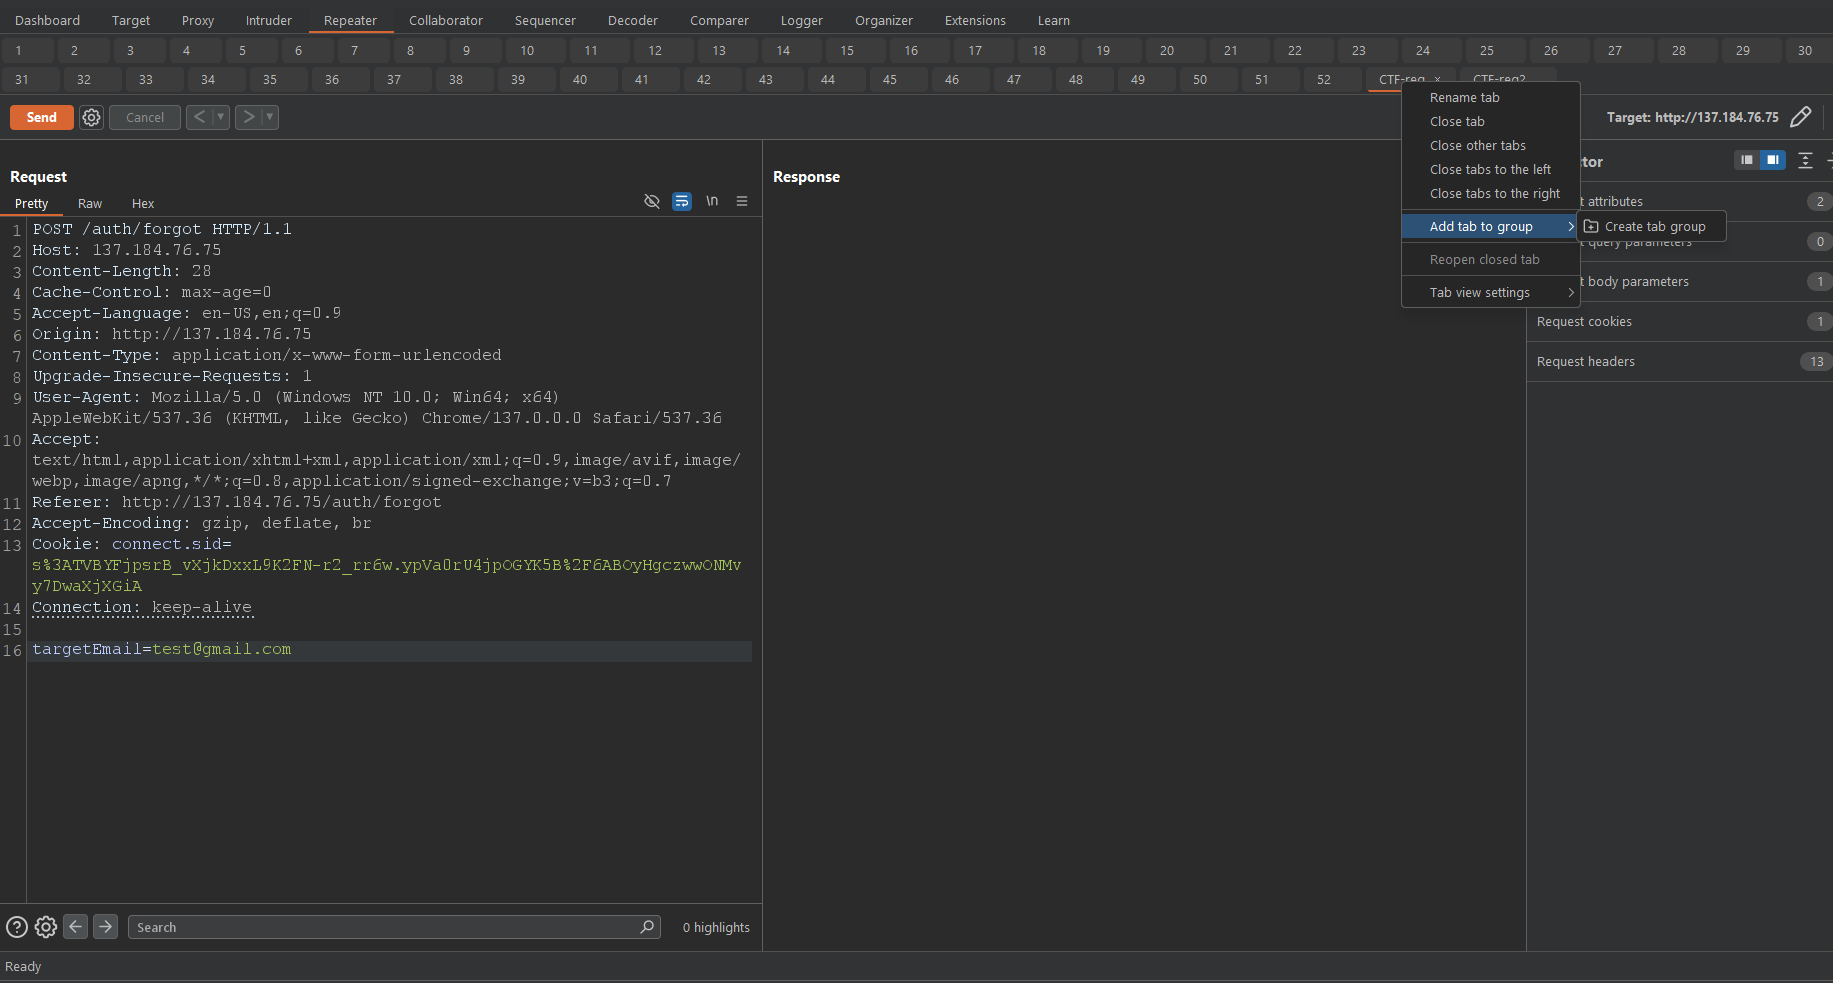 Dashboard Target Proxy Intruder Repeater Collaborator Sequencer Decoder Comparer Logger Organizer Extensions Learn
1 2 3 4 5 6 7 8 9 10 11 12 13 14 15 16 17 18 19 20 21 22 23 24 25 26 27 28 29 30
31 32 33 34 35 36 37 38 39 40 41 42 43 44 45 46 47 48 49 50 51 52 CTF-req × CTF-req2
Send Cancel < > Target: http://137.184.76.75
Rename tab
Close tab
Close other tabs
Close tabs to the left
Close tabs to the right
Add tab to group
Create tab group
Reopen closed tab
Tab view settings
Request
Pretty Raw Hex \n
1 POST /auth/forgot HTTP/1.1
2 Host: 137.184.76.75
3 Content-Length: 28
4 Cache-Control: max-age=0
5 Accept-Language: en-US,en;q=0.9
6 Origin: http://137.184.76.75
7 Content-Type: application/x-www-form-urlencoded
8 Upgrade-Insecure-Requests: 1
9 User-Agent: Mozilla/5.0 (Windows NT 10.0; Win64; x64)
AppleWebKit/537.36 (KHTML, like Gecko) Chrome/137.0.0.0 Safari/537.36
10 Accept:
text/html,application/xhtml+xml,application/xml;q=0.9,image/avif,image/
webp,image/apng,*/*;q=0.8,application/signed-exchange;v=b3;q=0.7
11 Referer: http://137.184.76.75/auth/forgot
12 Accept-Encoding: gzip, deflate, br
13 Cookie: connect.sid=
s%3ATVBYFjpsrB_vXjkDxxL9K2FN-r2_rr6w.ypVa0rU4jpOGYK5B%2F6ABOyHgczwwONMv
y7DwaXjXGiA
14 Connection: keep-alive
15
16 targetEmail=test@gmail.com
Response
tor
t attributes 2
t query parameters 0
t body parameters 1
Request cookies 1
Request headers 13
Search 0 highlights
Ready